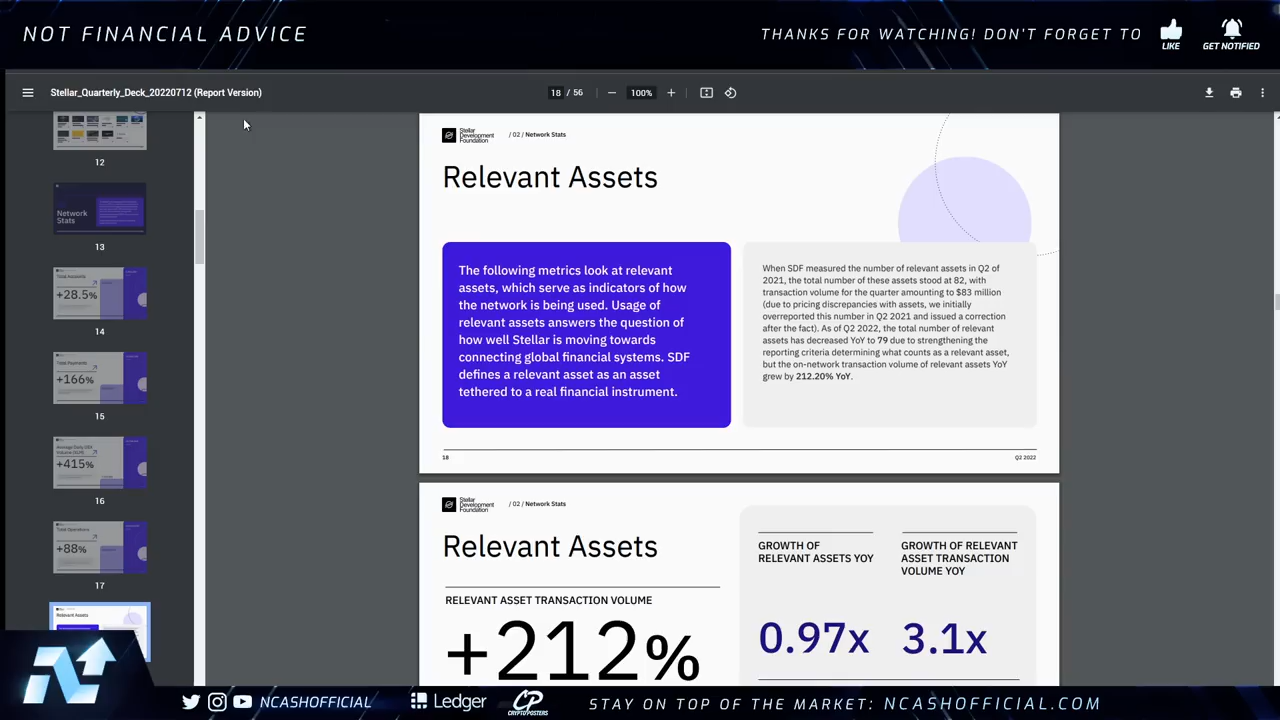 NOT FINANCIAL ADVICE
THANKS FOR WATCHING! DON'T FORGET TO
LIKE
GET NOTIFIED
Stellar_Quarterly_Deck_20220712 (Report Version)
18 / 56
100%
12
Network
Stats
13
Total Accounts
+28.5%
14
Total Payments
+166%
15
+415%
16
Total Operations
+88%
17
Relevant Assets
Stellar
Development
Foundation
/ 02 / Network Stats
Relevant Assets
The following metrics look at relevant
assets, which serve as indicators of how
the network is being used. Usage of
relevant assets answers the question of
how well Stellar is moving towards
connecting global financial systems. SDF
defines a relevant asset as an asset
tethered to a real financial instrument.
When SDF measured the number of relevant assets in Q2 of
2021, the total number of these assets stood at 82, with
transaction volume for the quarter amounting to $83 million
(due to pricing discrepancies with assets, we initially
overreported this number in Q2 2021 and issued a correction
after the fact). As of Q2 2022, the total number of relevant
assets has decreased YoY to 79 due to strengthening the
reporting criteria determining what counts as a relevant asset,
but the on-network transaction volume of relevant assets YoY
grew by 212.20% YoY.
18
Q2 2022
Stellar
Development
Foundation
/ 02 / Network Stats
Relevant Assets
RELEVANT ASSET TRANSACTION VOLUME
+212%
GROWTH OF
RELEVANT ASSETS YOY
0.97x
GROWTH OF RELEVANT
ASSET TRANSACTION
VOLUME YOY
3.1x
NCASHOFFICIAL
Ledger
CP
CRYPTOPOSTERS
STAY ON TOP OF THE MARKET: NCASHOFFICIAL.COM